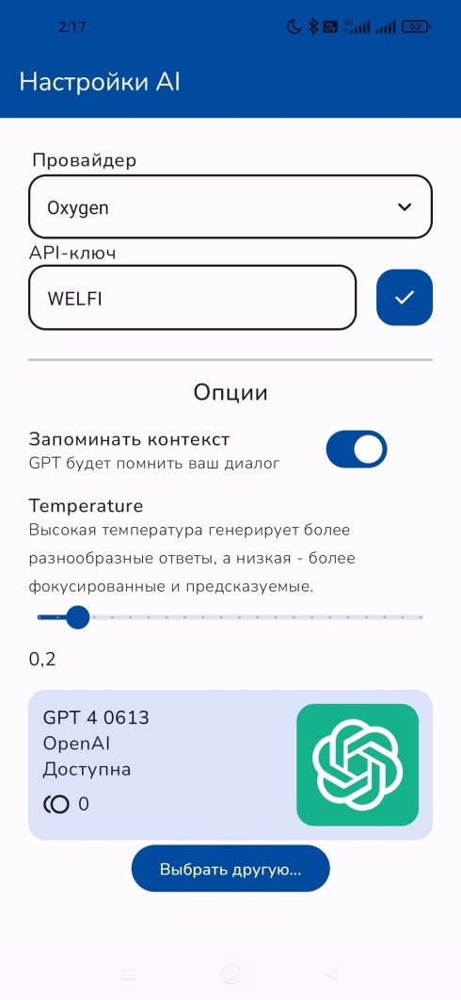 2:17
4G
93
Настройки AI
Провайдер
Oxygen
API-ключ
WELFI
Опции
Запоминать контекст
GPT будет помнить ваш диалог
Temperature
Высокая температура генерирует более
разнообразные ответы, а низкая - более
фокусированные и предсказуемые.
0,2
GPT 4 0613
OpenAI
Доступна
0
Выбрать другую...